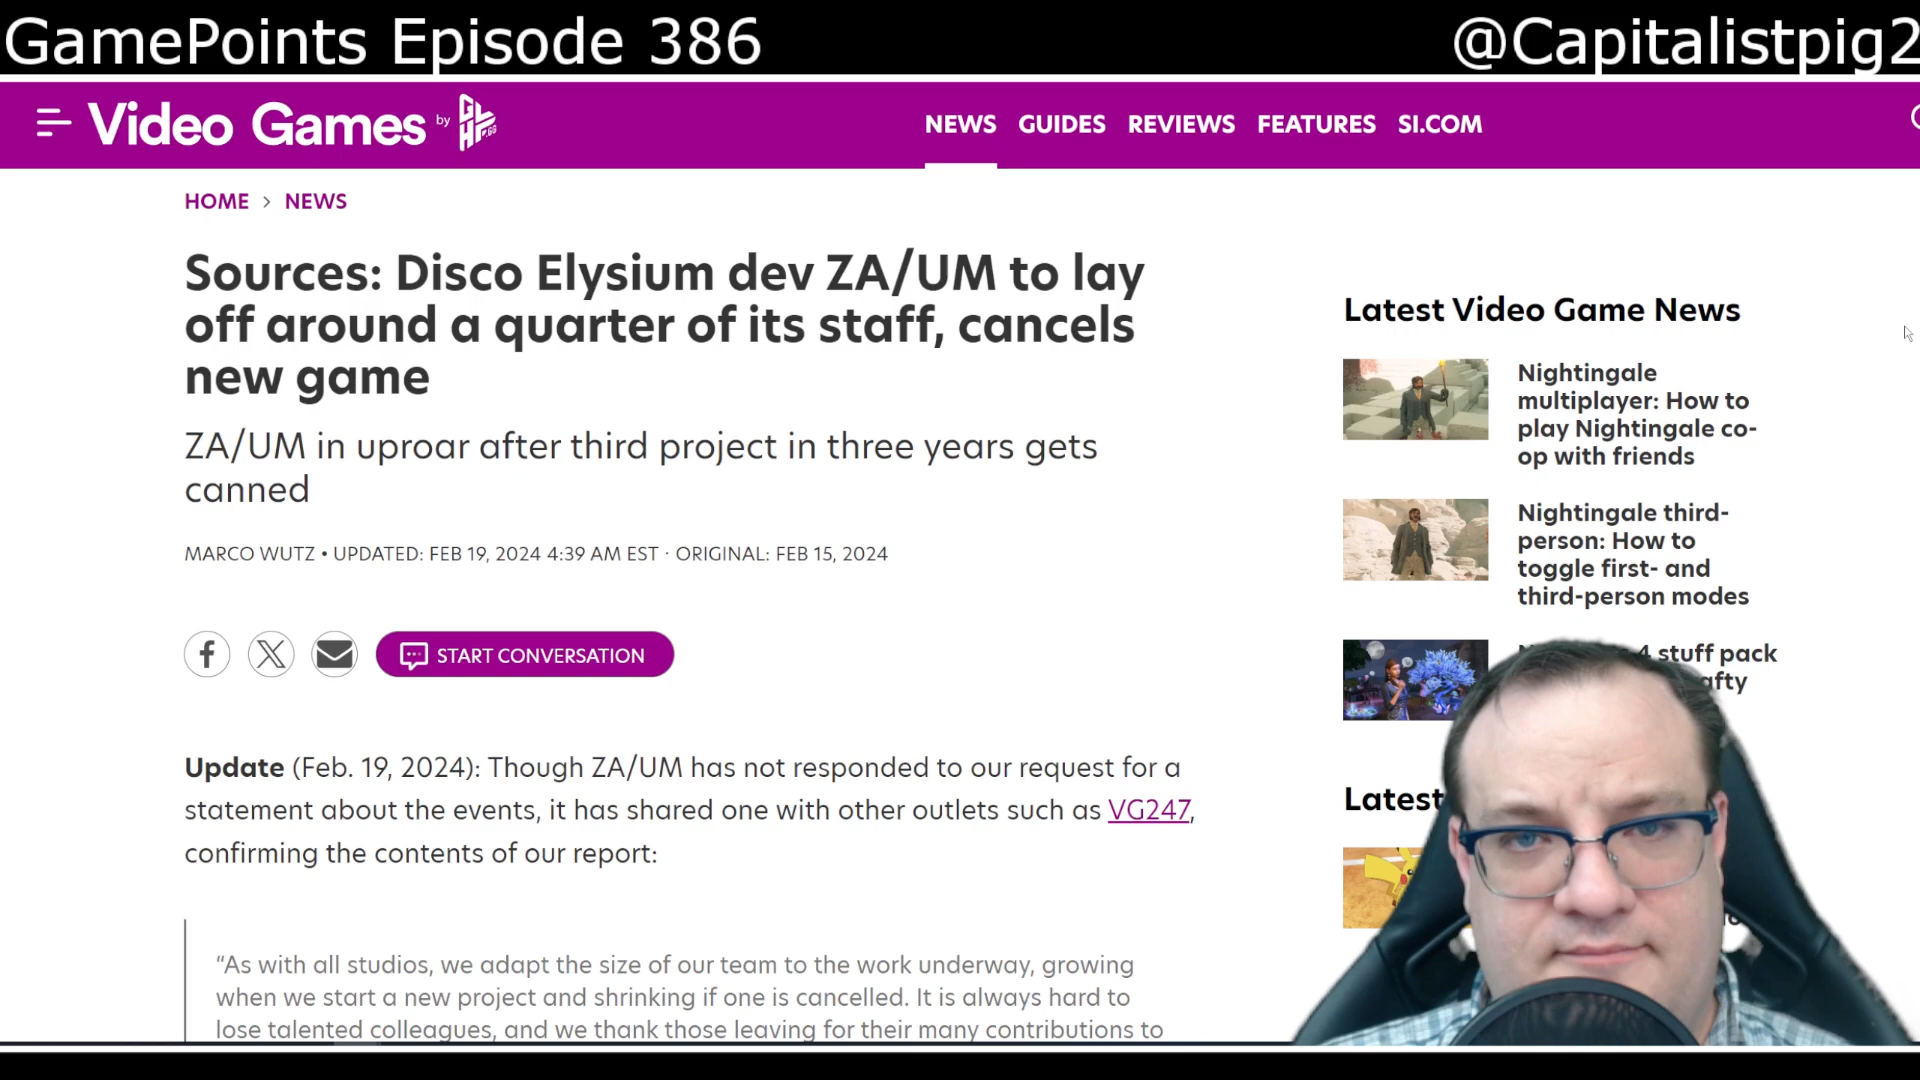 GamePoints Episode 386
@Capitalistpig2
Video Games by GLHF.GG
NEWS GUIDES REVIEWS FEATURES SI.COM
HOME > NEWS
Sources: Disco Elysium dev ZA/UM to lay
off around a quarter of its staff, cancels
new game
ZA/UM in uproar after third project in three years gets
canned
MARCO WUTZ • UPDATED: FEB 19, 2024 4:39 AM EST · ORIGINAL: FEB 15, 2024
START CONVERSATION
Update (Feb. 19, 2024): Though ZA/UM has not responded to our request for a
statement about the events, it has shared one with other outlets such as VG247,
confirming the contents of our report:
“As with all studios, we adapt the size of our team to the work underway, growing
when we start a new project and shrinking if one is cancelled. It is always hard to
lose talented colleagues, and we thank those leaving for their many contributions to
Latest Video Game News
Nightingale
multiplayer: How to
play Nightingale co-
op with friends
Nightingale third-
person: How to
toggle first- and
third-person modes
4 stuff pack
Latest